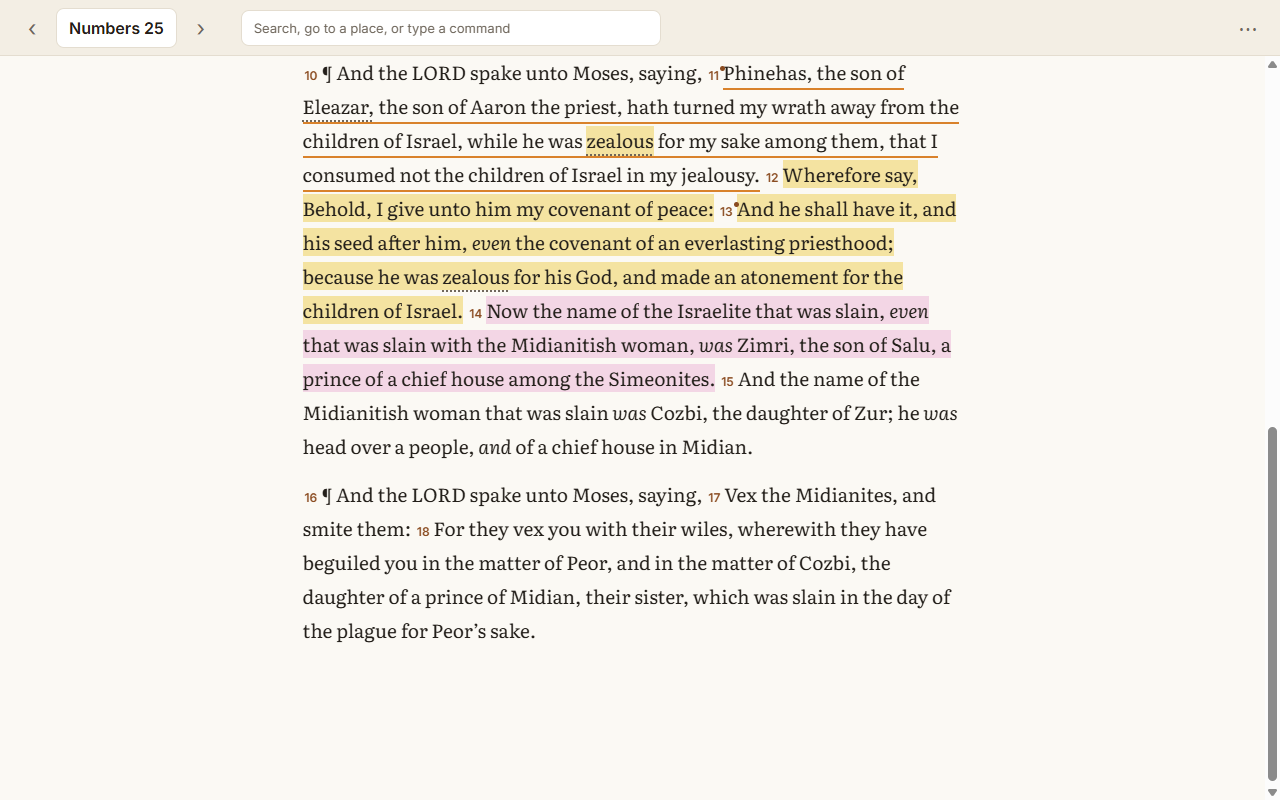 ‹ Numbers 25 › Search, go to a place, or type a command ...
10 ¶ And the LORD spake unto Moses, saying, 11 Phinehas, the son of
Eleazar, the son of Aaron the priest, hath turned my wrath away from the
children of Israel, while he was zealous for my sake among them, that I
consumed not the children of Israel in my jealousy. 12 Wherefore say,
Behold, I give unto him my covenant of peace: 13 And he shall have it, and
his seed after him, even the covenant of an everlasting priesthood;
because he was zealous for his God, and made an atonement for the
children of Israel. 14 Now the name of the Israelite that was slain, even
that was slain with the Midianitish woman, was Zimri, the son of Salu, a
prince of a chief house among the Simeonites. 15 And the name of the
Midianitish woman that was slain was Cozbi, the daughter of Zur; he was
head over a people, and of a chief house in Midian.
16 ¶ And the LORD spake unto Moses, saying, 17 Vex the Midianites, and
smite them: 18 For they vex you with their wiles, wherewith they have
beguiled you in the matter of Peor, and in the matter of Cozbi, the
daughter of a prince of Midian, their sister, which was slain in the day of
the plague for Peor’s sake.